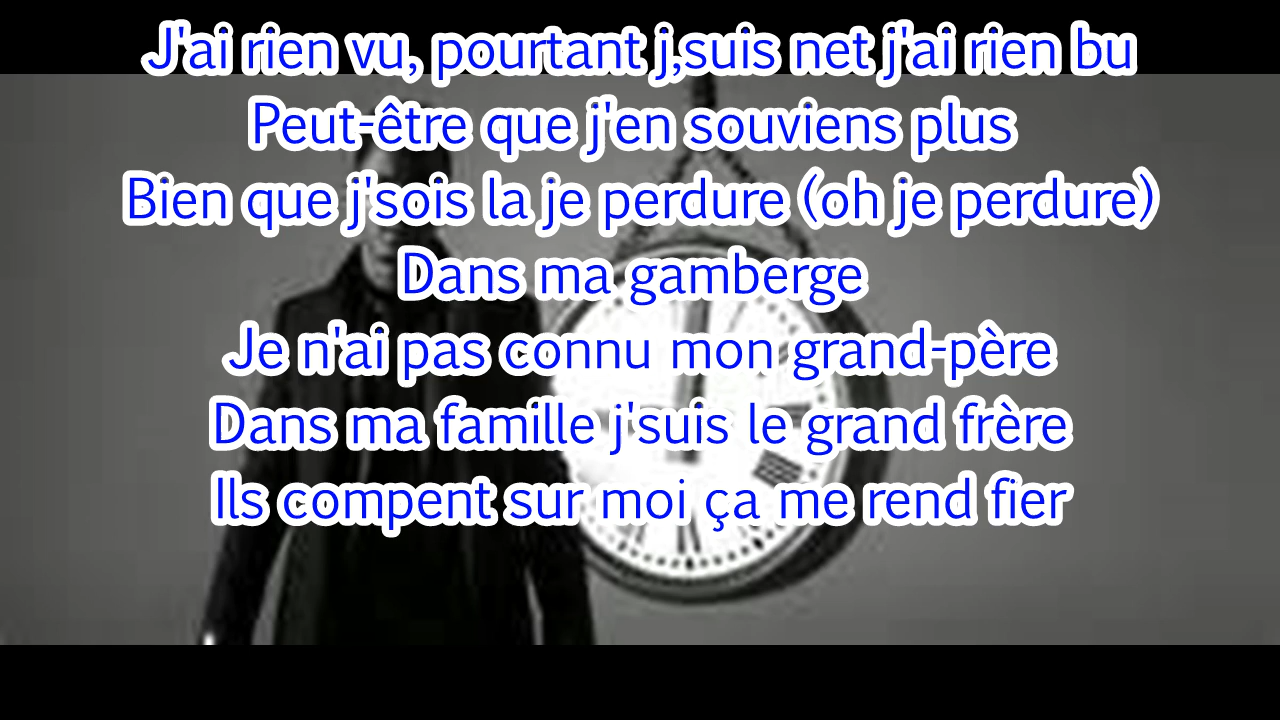 J'ai rien vu, pourtant j,suis net j'ai rien bu
Peut-être que j'en souviens plus
Bien que j'sois la je perdure (oh je perdure)
Dans ma gamberge
Je n'ai pas connu mon grand-père
Dans ma famille j'suis le grand frère
Ils compent sur moi ça me rend fier